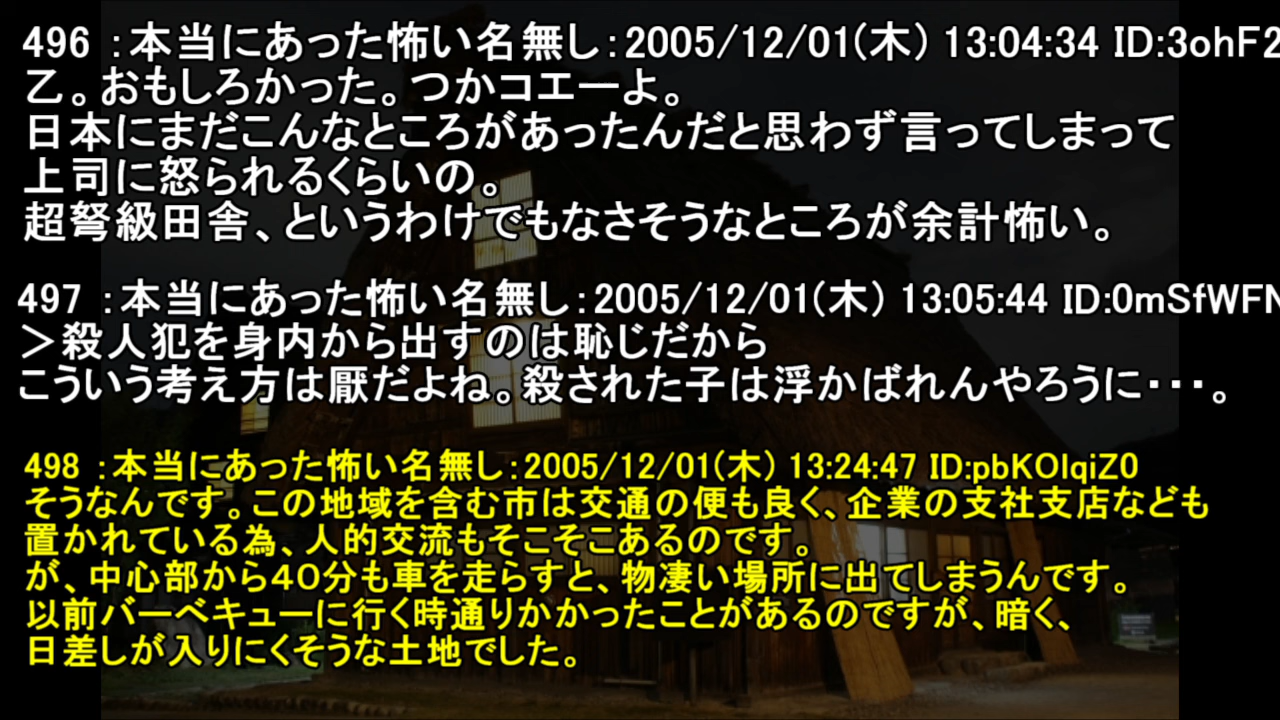 496 ：本当にあった怖い名無し：2005/12/01(木) 13:04:34 ID:3ohF2
乙。おもしろかった。つかコエーよ。
日本にまだこんなところがあったんだと思わず言ってしまって
上司に怒られるくらいの。
超弩級田舎、というわけでもなさそうなところが余計怖い。
497 ：本当にあった怖い名無し：2005/12/01(木) 13:05:44 ID:0mSfWFN
＞殺人犯を身内から出すのは恥じだから
こういう考え方は厭だよね。殺された子は浮かばれんやろうに・・・。
498 ：本当にあった怖い名無し：2005/12/01(木) 13:24:47 ID:pbKOIqiZ0
そうなんです。この地域を含む市は交通の便も良く、企業の支社支店なども
置かれている為、人的交流もそこそこあるのです。
が、中心部から４０分も車を走らすと、物凄い場所に出てしまうんです。
以前バーベキューに行く時通りかかったことがあるのですが、暗く、
日差しが入りにくそうな土地でした。